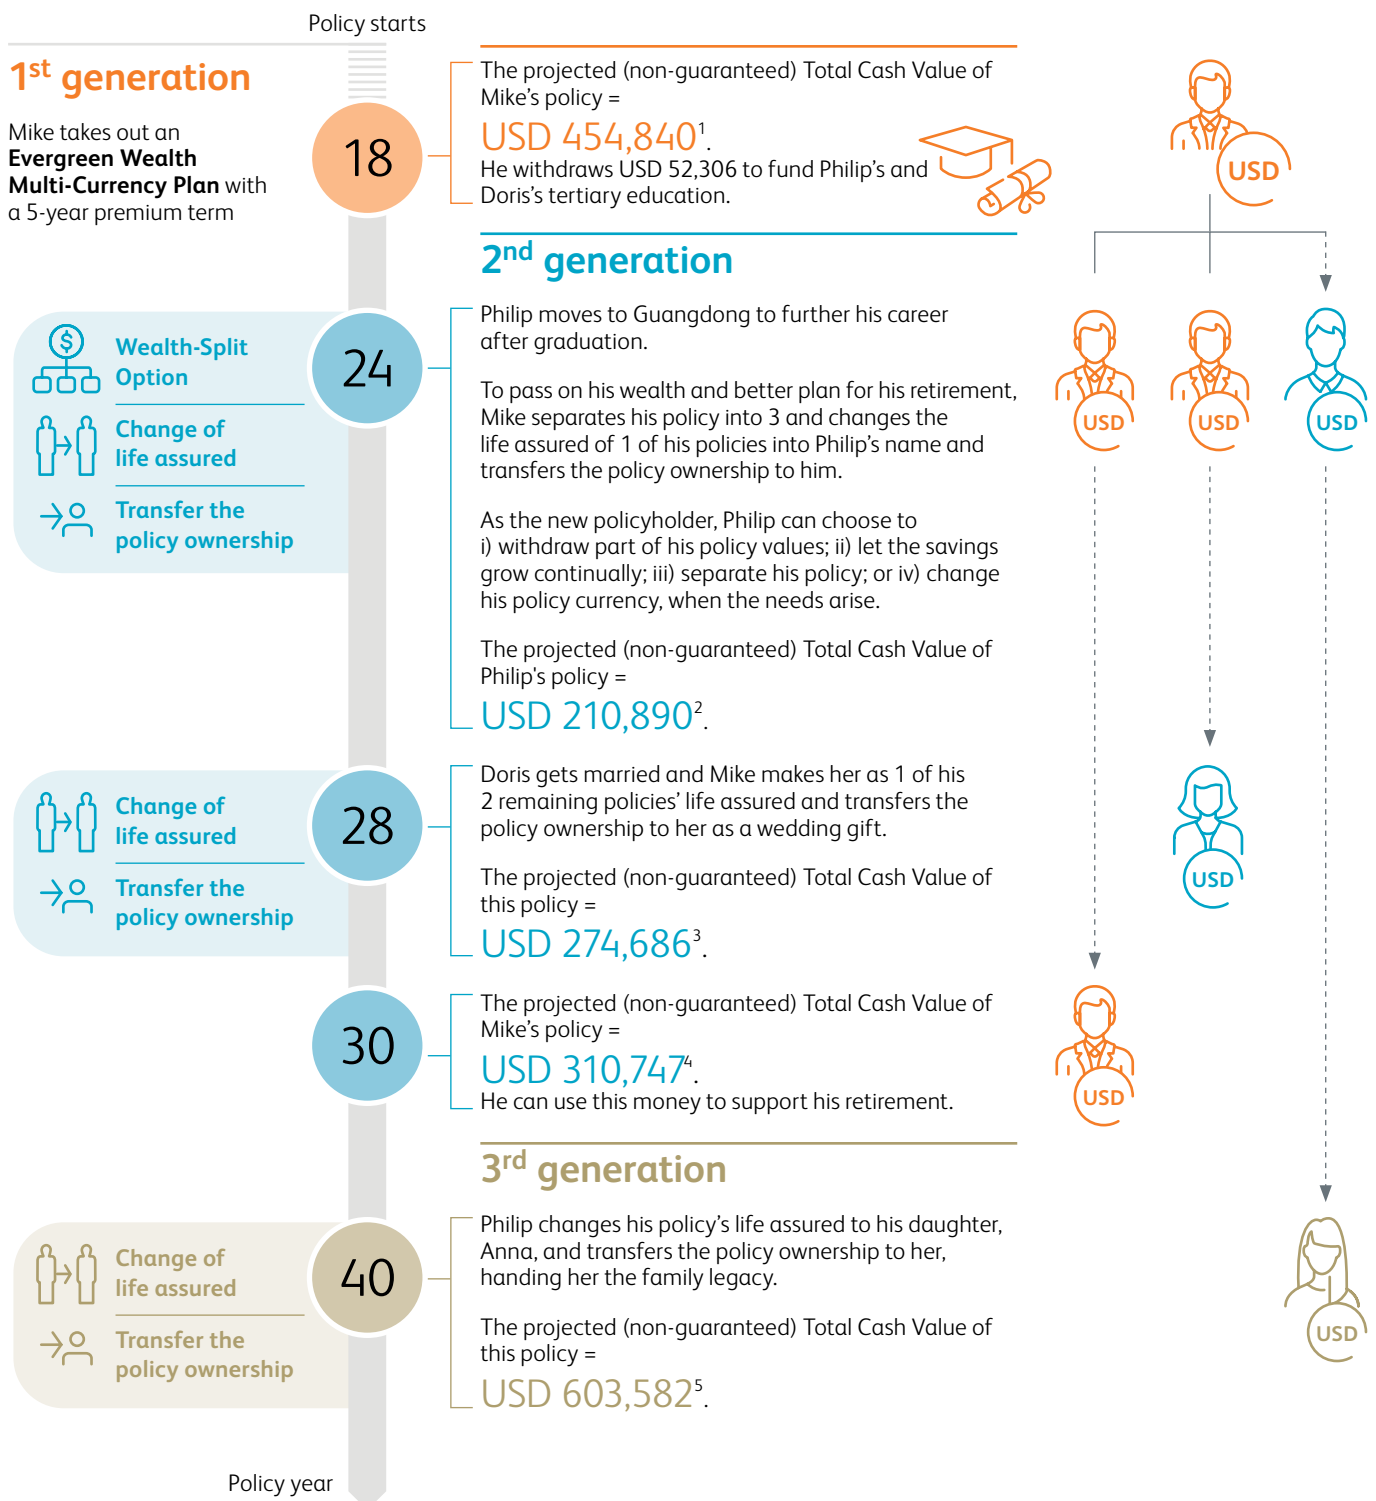 Policy starts
1st generation
Mike takes out an
Evergreen Wealth
Multi-Currency Plan with
a 5-year premium term
18
The projected (non-guaranteed) Total Cash Value of
Mike’s policy =
USD 454,840¹.
He withdraws USD 52,306 to fund Philip’s and
Doris’s tertiary education.
USD
2nd generation
Wealth-Split
Option
Change of
life assured
Transfer the
policy ownership
24
Philip moves to Guangdong to further his career
after graduation.
To pass on his wealth and better plan for his retirement,
Mike separates his policy into 3 and changes the
life assured of 1 of his policies into Philip’s name and
transfers the policy ownership to him.
As the new policyholder, Philip can choose to
i) withdraw part of his policy values; ii) let the savings
grow continually; iii) separate his policy; or iv) change
his policy currency, when the needs arise.
The projected (non-guaranteed) Total Cash Value of
Philip's policy =
USD 210,890².
USD
USD
USD
Change of
life assured
Transfer the
policy ownership
28
Doris gets married and Mike makes her as 1 of his
2 remaining policies’ life assured and transfers the
policy ownership to her as a wedding gift.
The projected (non-guaranteed) Total Cash Value of
this policy =
USD 274,686³.
USD
30
The projected (non-guaranteed) Total Cash Value of
Mike’s policy =
USD 310,747⁴.
He can use this money to support his retirement.
USD
3rd generation
Change of
life assured
Transfer the
policy ownership
40
Philip changes his policy’s life assured to his daughter,
Anna, and transfers the policy ownership to her,
handing her the family legacy.
The projected (non-guaranteed) Total Cash Value of
this policy =
USD 603,582⁵.
USD
Policy year